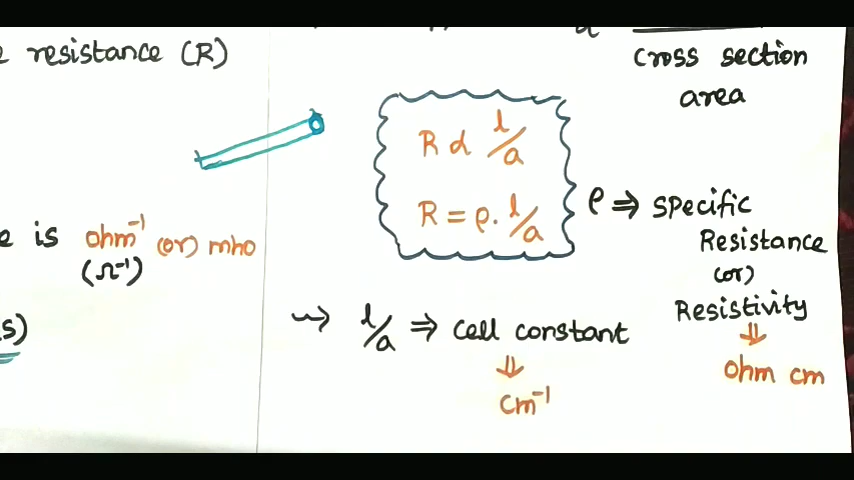 resistance (R)
cross section
area
R α l/a
R = ρ. l/a
ρ ⇒ specific
Resistance
(or)
Resistivity
⇓
ohm cm
is ohm⁻¹ (or) mho
(Ω⁻¹)
l/a ⇒ cell constant
⇓
cm⁻¹